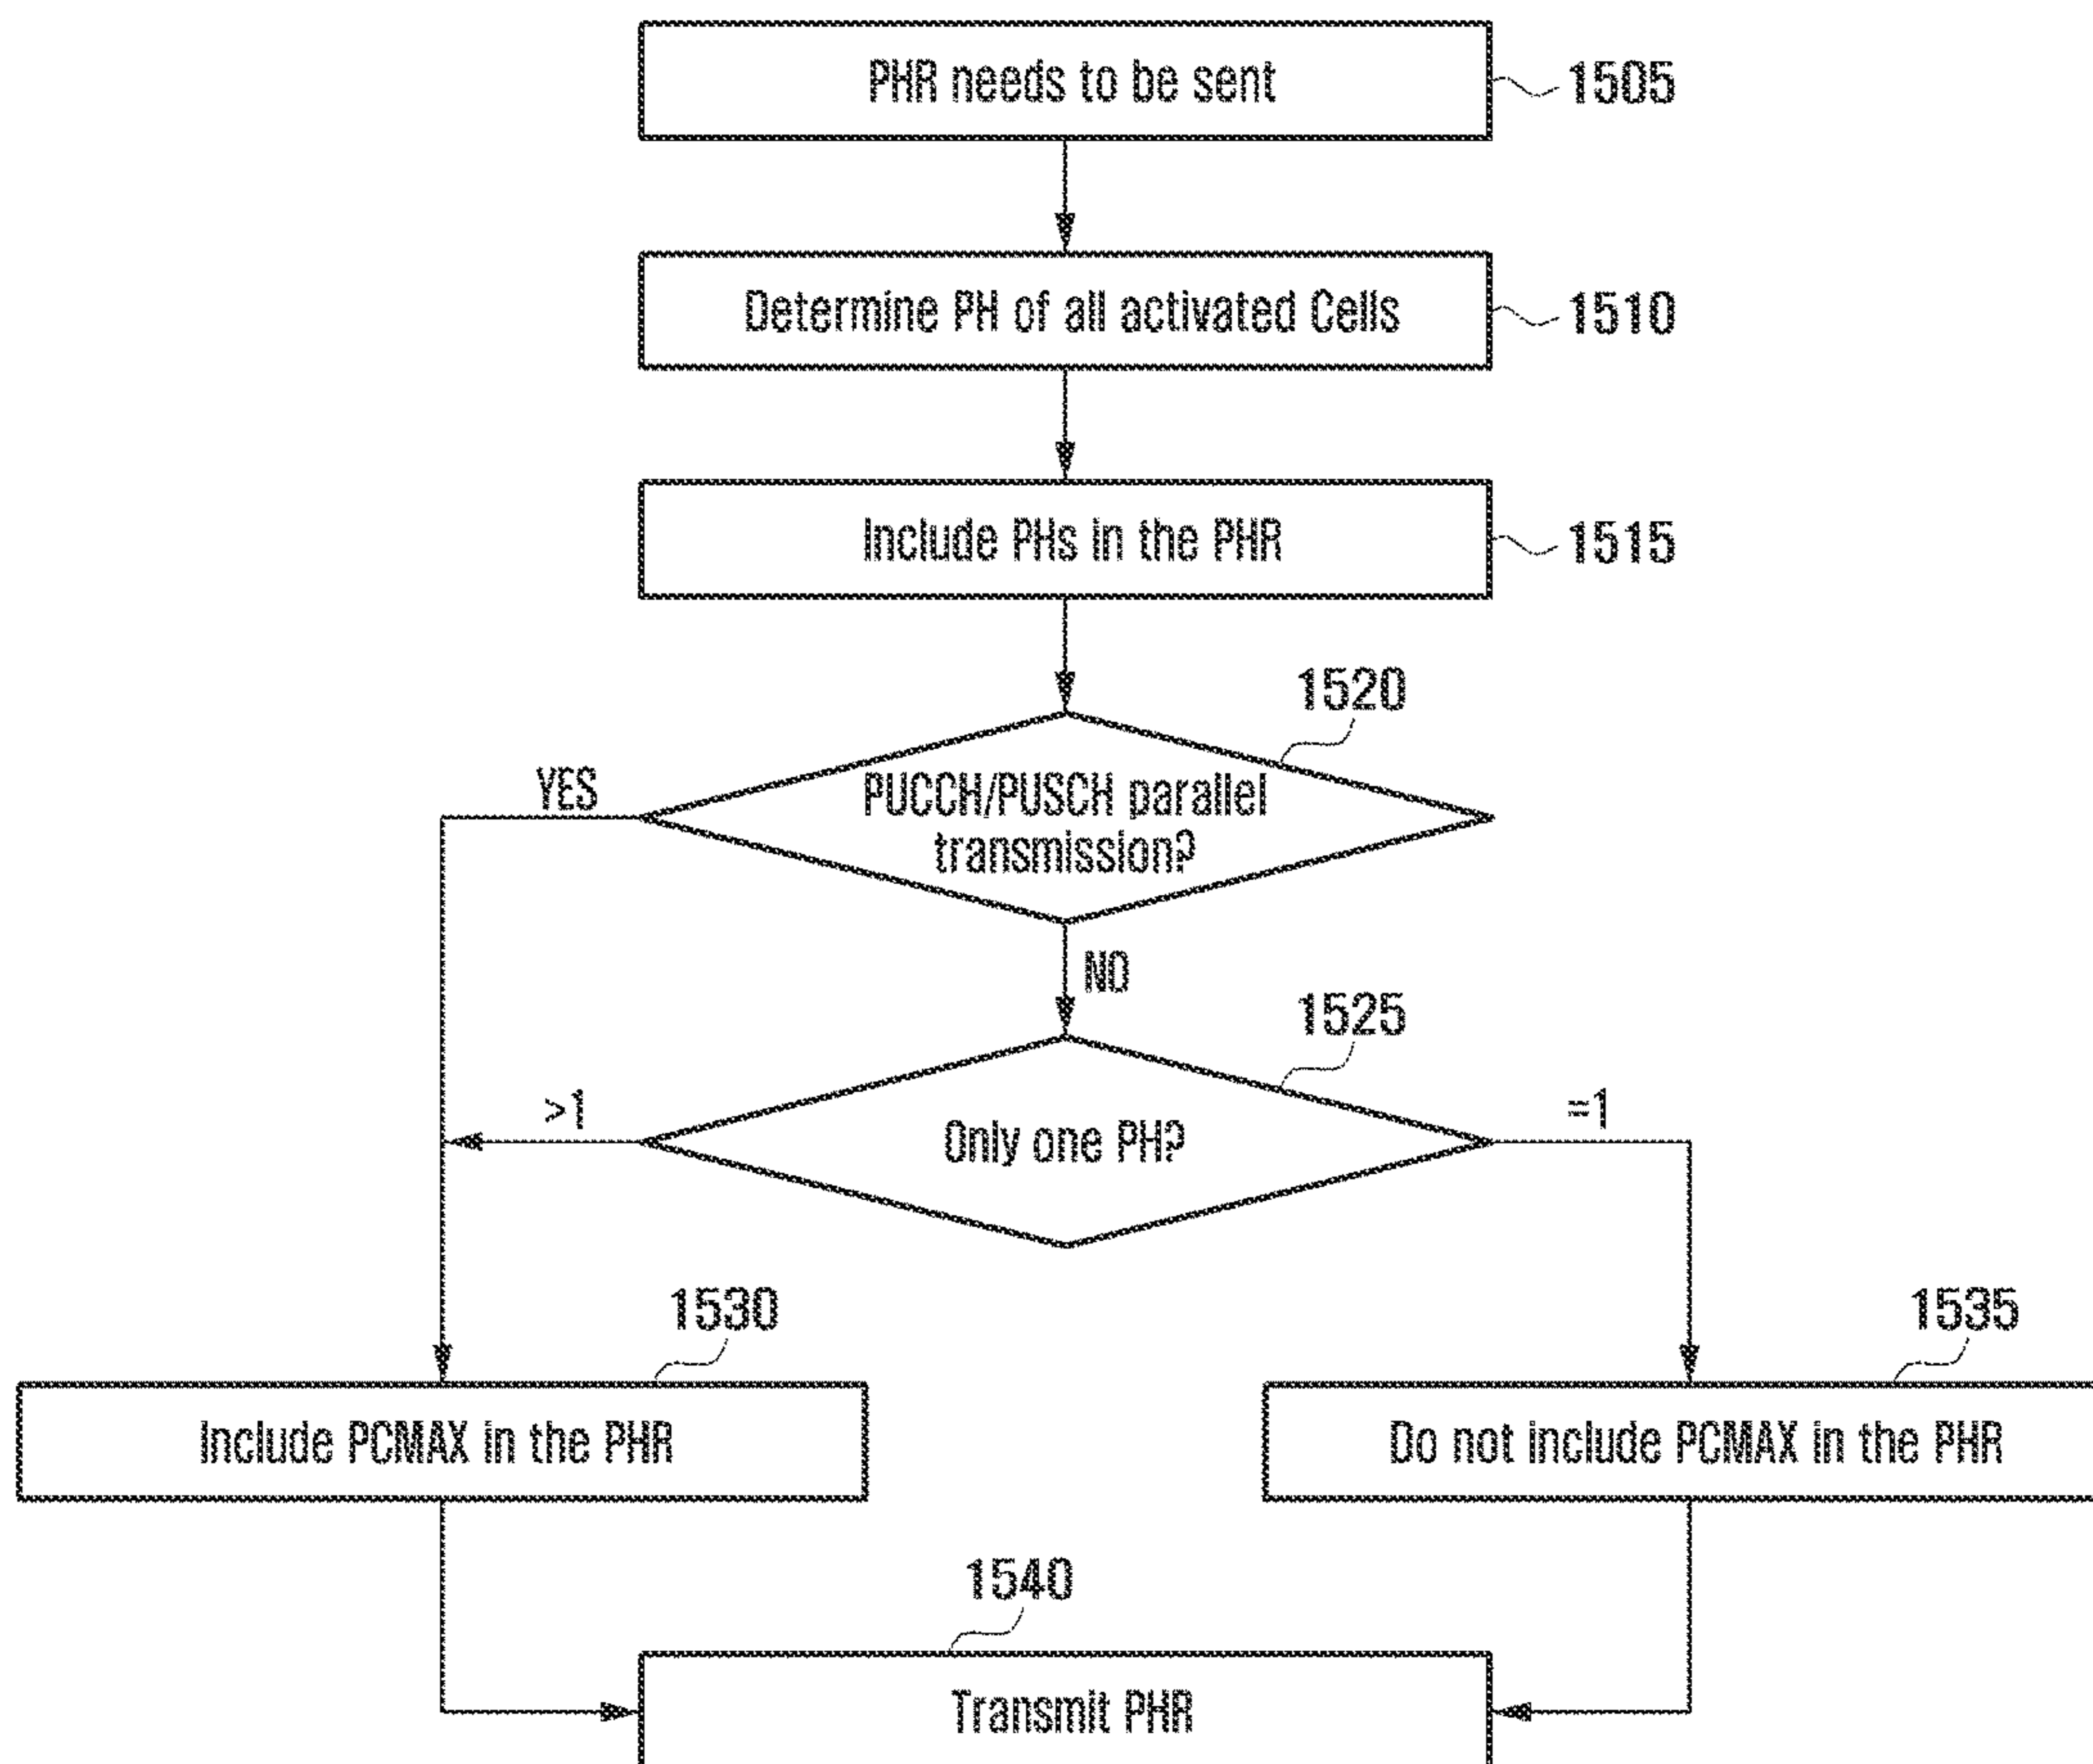 PHR needs to be sent
1505
Determine PH of all activated Cells
1510
Include PHs in the PHR
1515
1520
YES
PUCCH/PUSCH parallel
transmission?
NO
1525
>1
Only one PH?
=1
1530
1535
Include PCMAX in the PHR
Do not include PCMAX in the PHR
1540
Transmit PHR